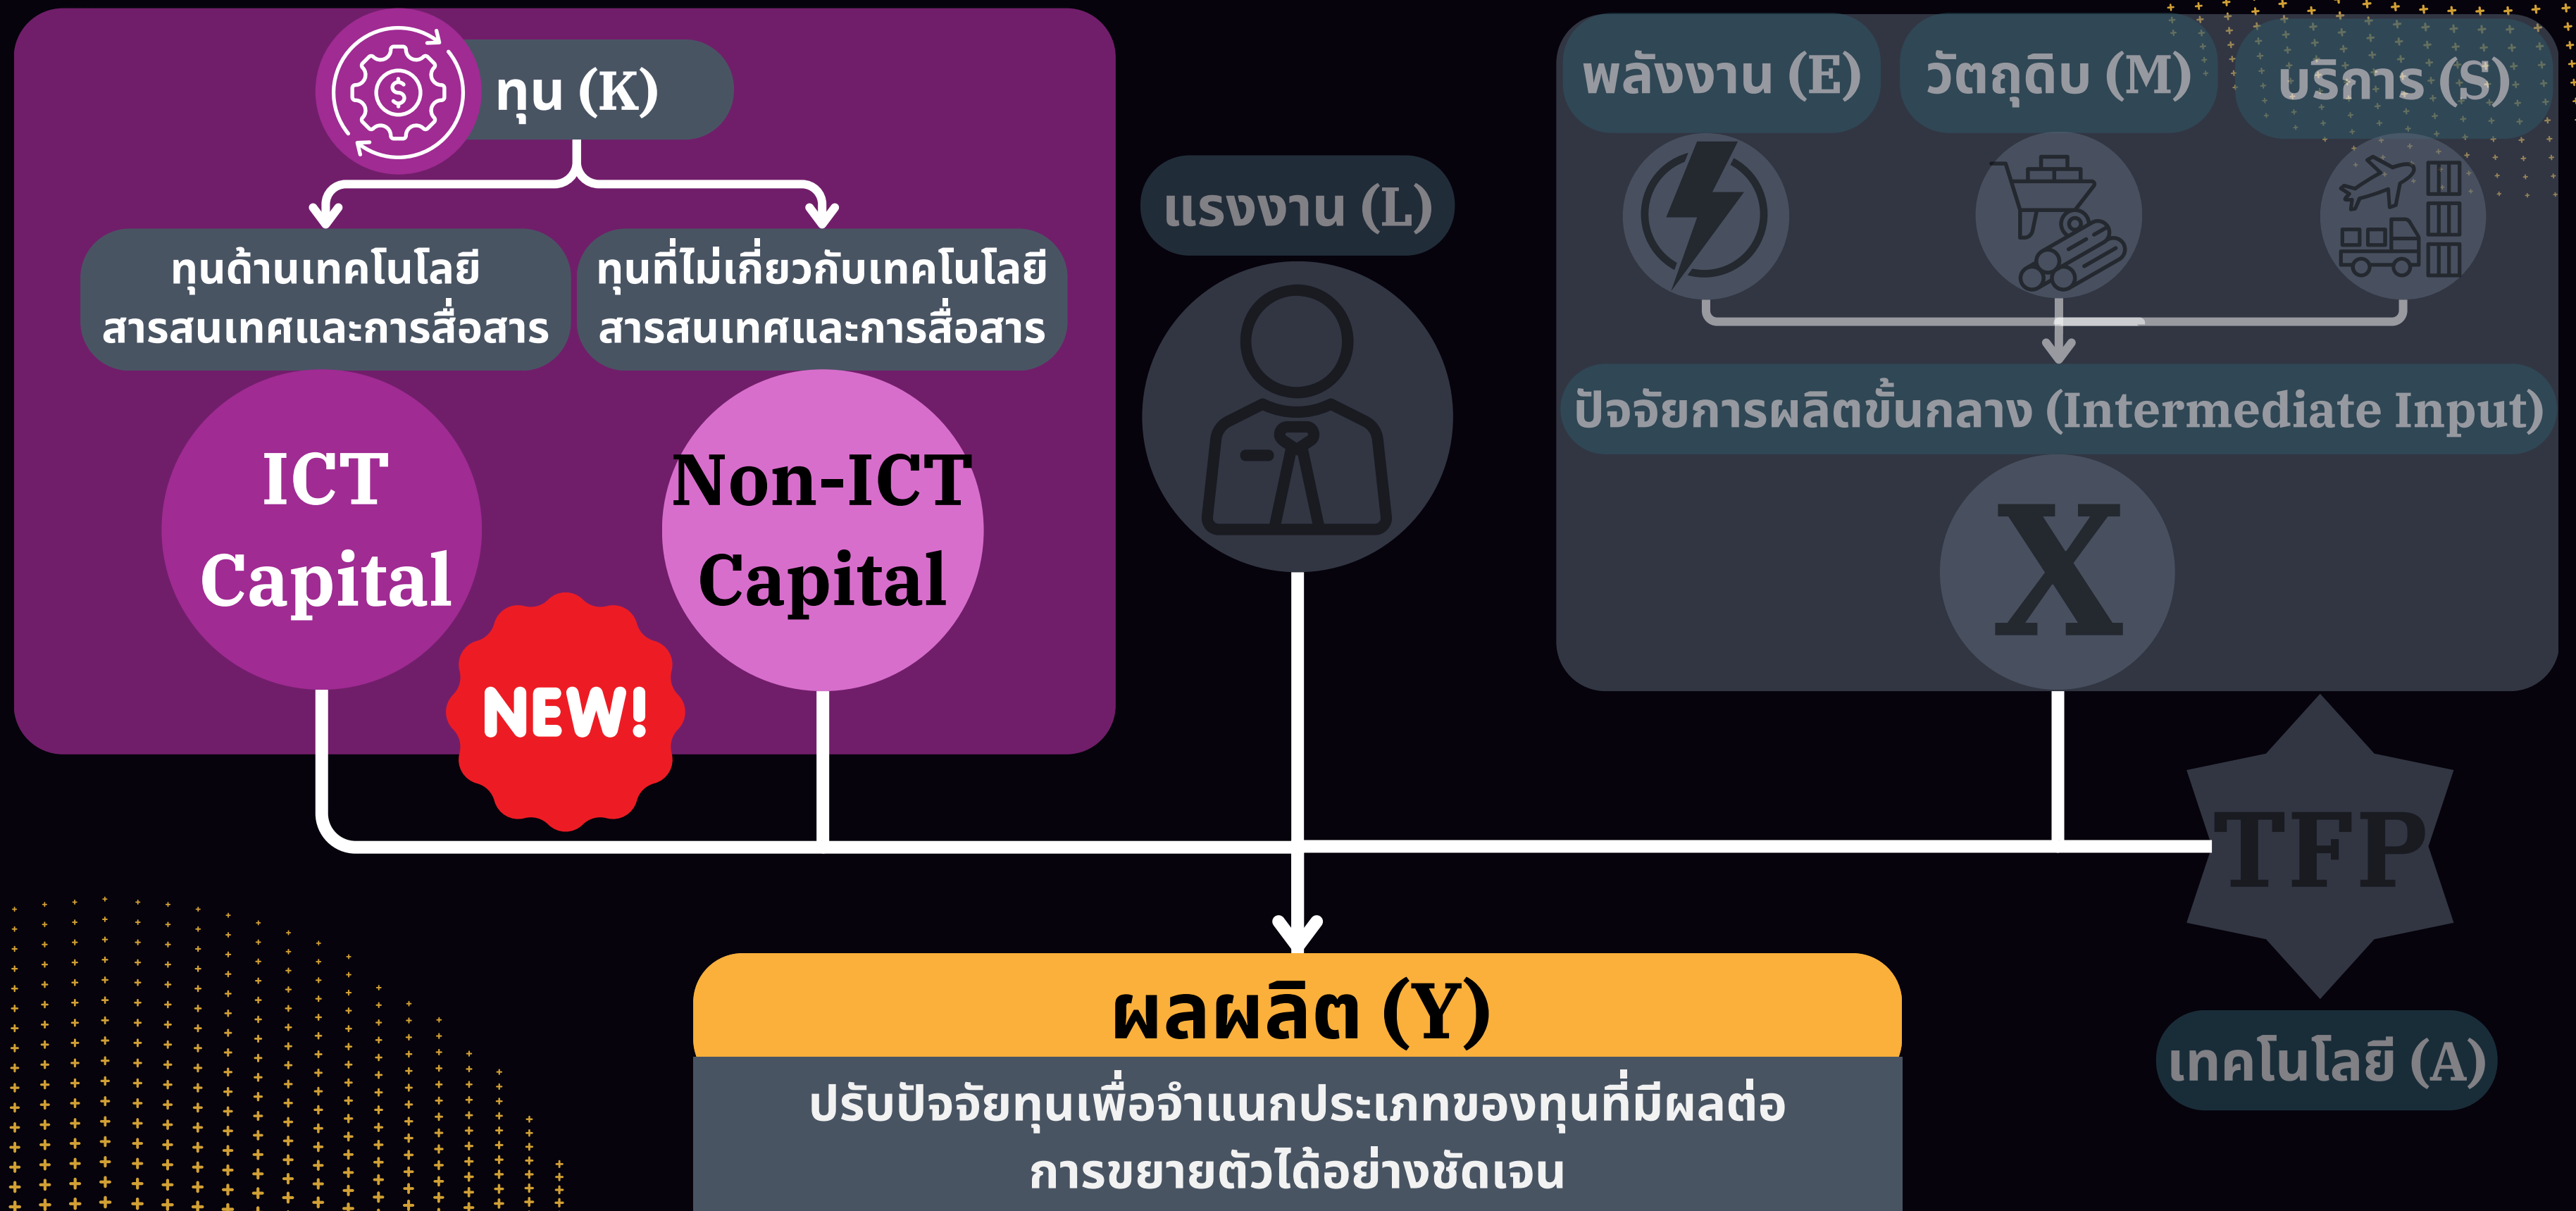 ทุน (K)
ทุนด้านเทคโนโลยี
สารสนเทศและการสื่อสาร
ทุนที่ไม่เกี่ยวกับเทคโนโลยี
สารสนเทศและการสื่อสาร
ICT
Capital
Non-ICT
Capital
NEW!
แรงงาน (L)
พลังงาน (E)
วัตถุดิบ (M)
บริการ (S)
ปัจจัยการผลิตขั้นกลาง (Intermediate Input)
X
TFP
เทคโนโลยี (A)
ผลผลิต (Y)
ปรับปัจจัยทุนเพื่อจำแนกประเภทของทุนที่มีผลต่อ
การขยายตัวได้อย่างชัดเจน